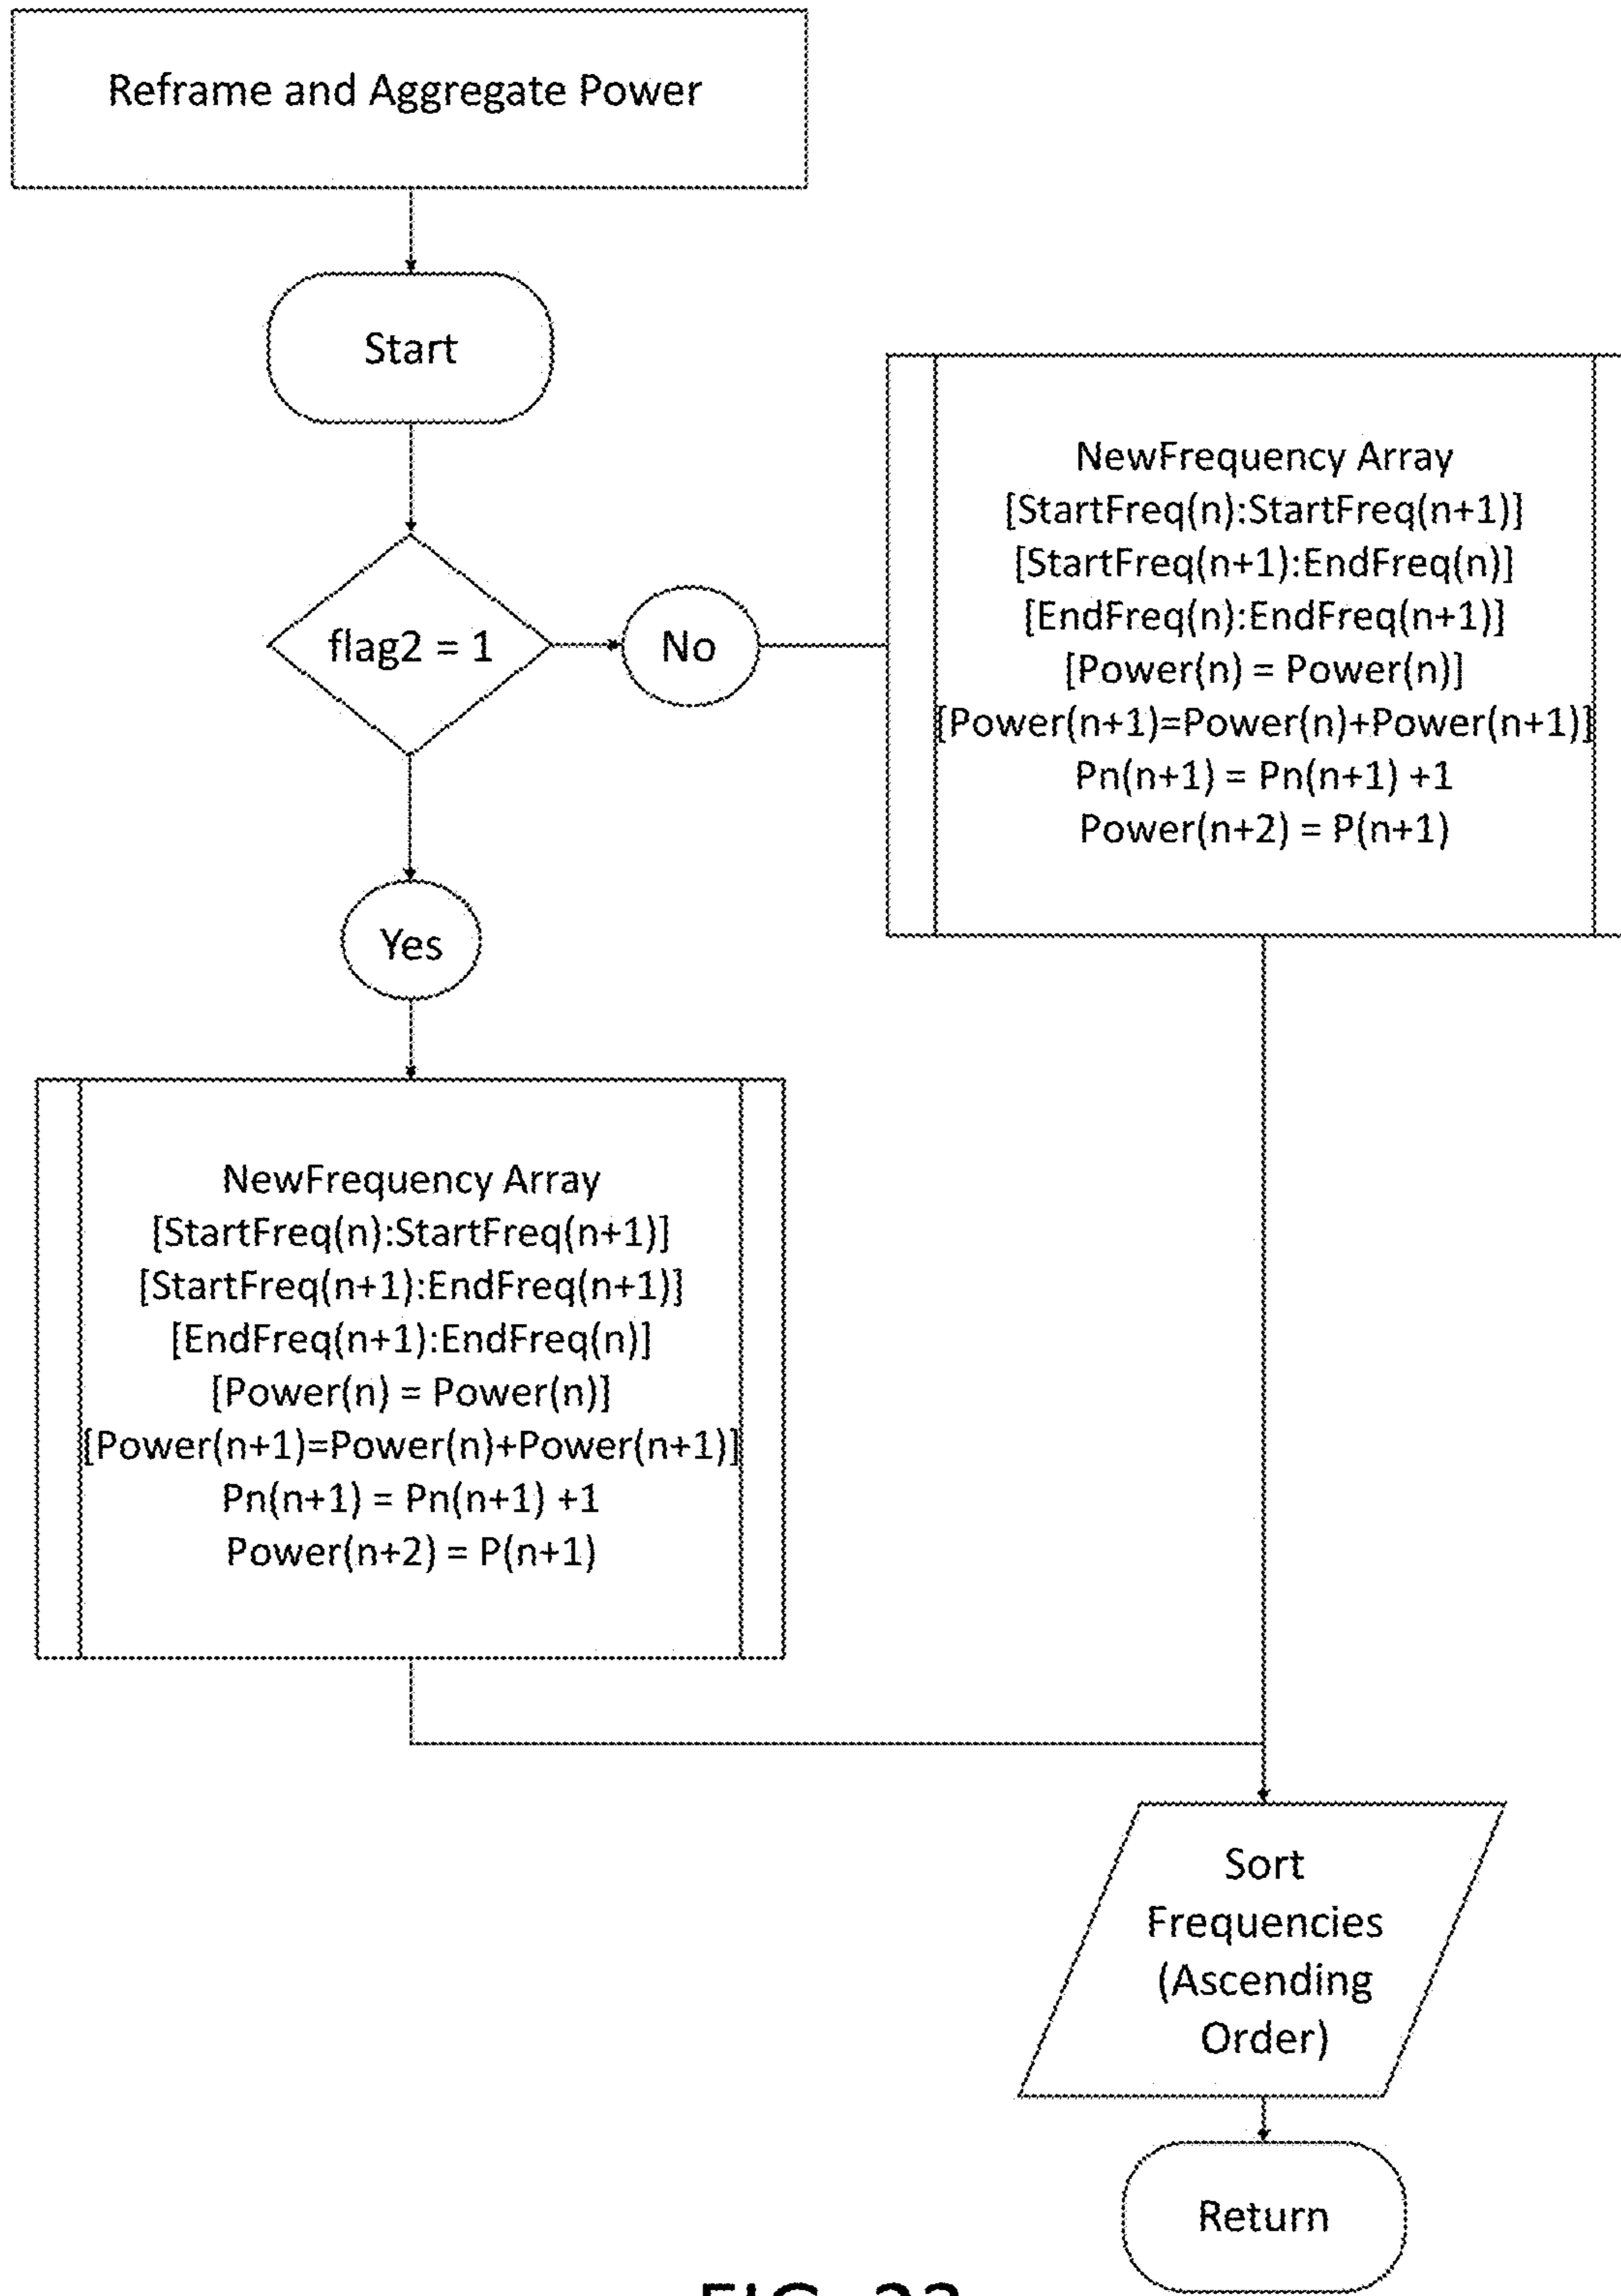 Reframe and Aggregate Power
Start
flag2 = 1
No
NewFrequency Array
[StartFreq(n):StartFreq(n+1)]
[StartFreq(n+1):EndFreq(n)]
[EndFreq(n):EndFreq(n+1)]
[Power(n) = Power(n)]
[Power(n+1)=Power(n)+Power(n+1)]
Pn(n+1) = Pn(n+1) +1
Power(n+2) = P(n+1)
Yes
NewFrequency Array
[StartFreq(n):StartFreq(n+1)]
[StartFreq(n+1):EndFreq(n+1)]
[EndFreq(n+1):EndFreq(n)]
[Power(n) = Power(n)]
[Power(n+1)=Power(n)+Power(n+1)]
Pn(n+1) = Pn(n+1) +1
Power(n+2) = P(n+1)
Sort
Frequencies
(Ascending
Order)
Return